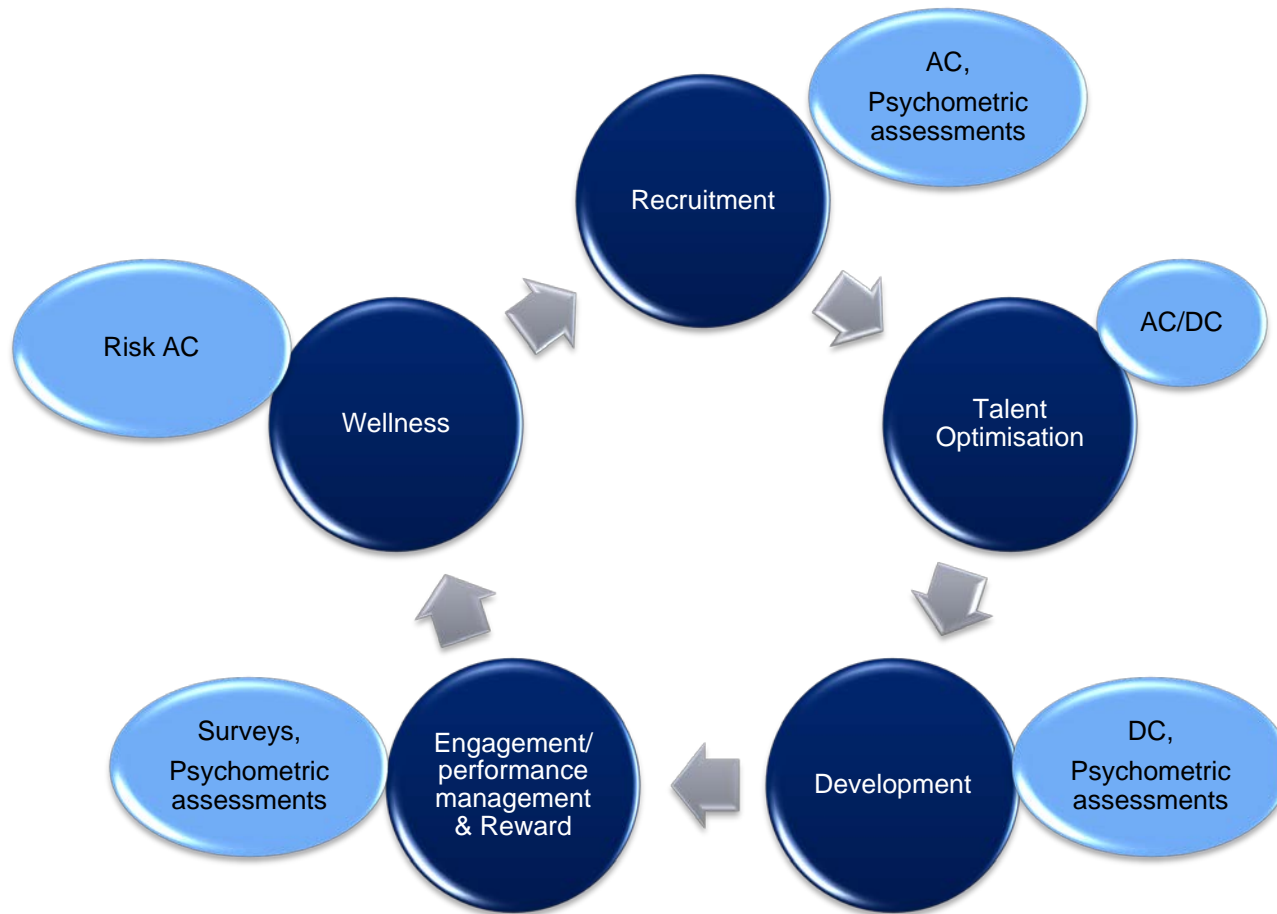 AC,
Psychometric
assessments
Recruitment
AC/DC
Talent
Optimisation
DC,
Psychometric
assessments
Development
Engagement/
performance
management
& Reward
Surveys,
Psychometric
assessments
Wellness
Risk AC